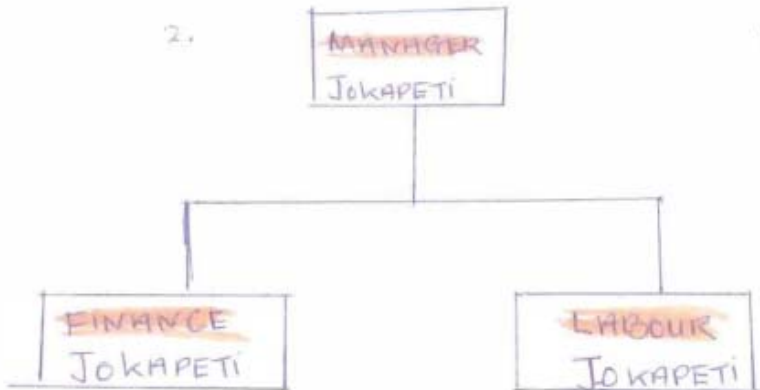 2.
MANAGER
JOKAPETi
FINANCE
JOKAPETi
LABOUR
JOKAPETi